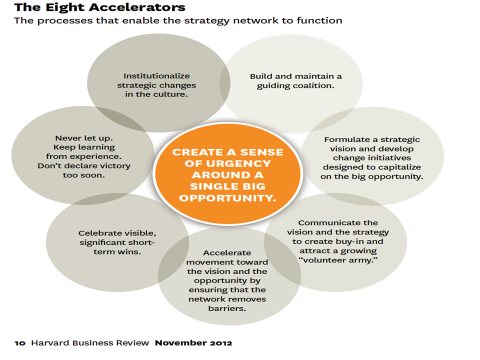 The Eight Accelerators
The processes that enable the strategy network to function
Institutionalize
strategic changes
in the culture.
Build and maintain a
guiding coalition.
Never let up.
Keep learning
from experience.
Don’t declare victory
too soon.
CREATE A SENSE
OF URGENCY
AROUND A
SINGLE BIG
OPPORTUNITY.
Formulate a strategic
vision and develop
change initiatives
designed to capitalize
on the big opportunity.
Celebrate visible,
significant short-
term wins.
Accelerate
movement toward
the vision and the
opportunity by
ensuring that the
network removes
barriers.
Communicate the
vision and the strategy
to create buy-in and
attract a growing
“volunteer army.”
10 Harvard Business Review November 2012